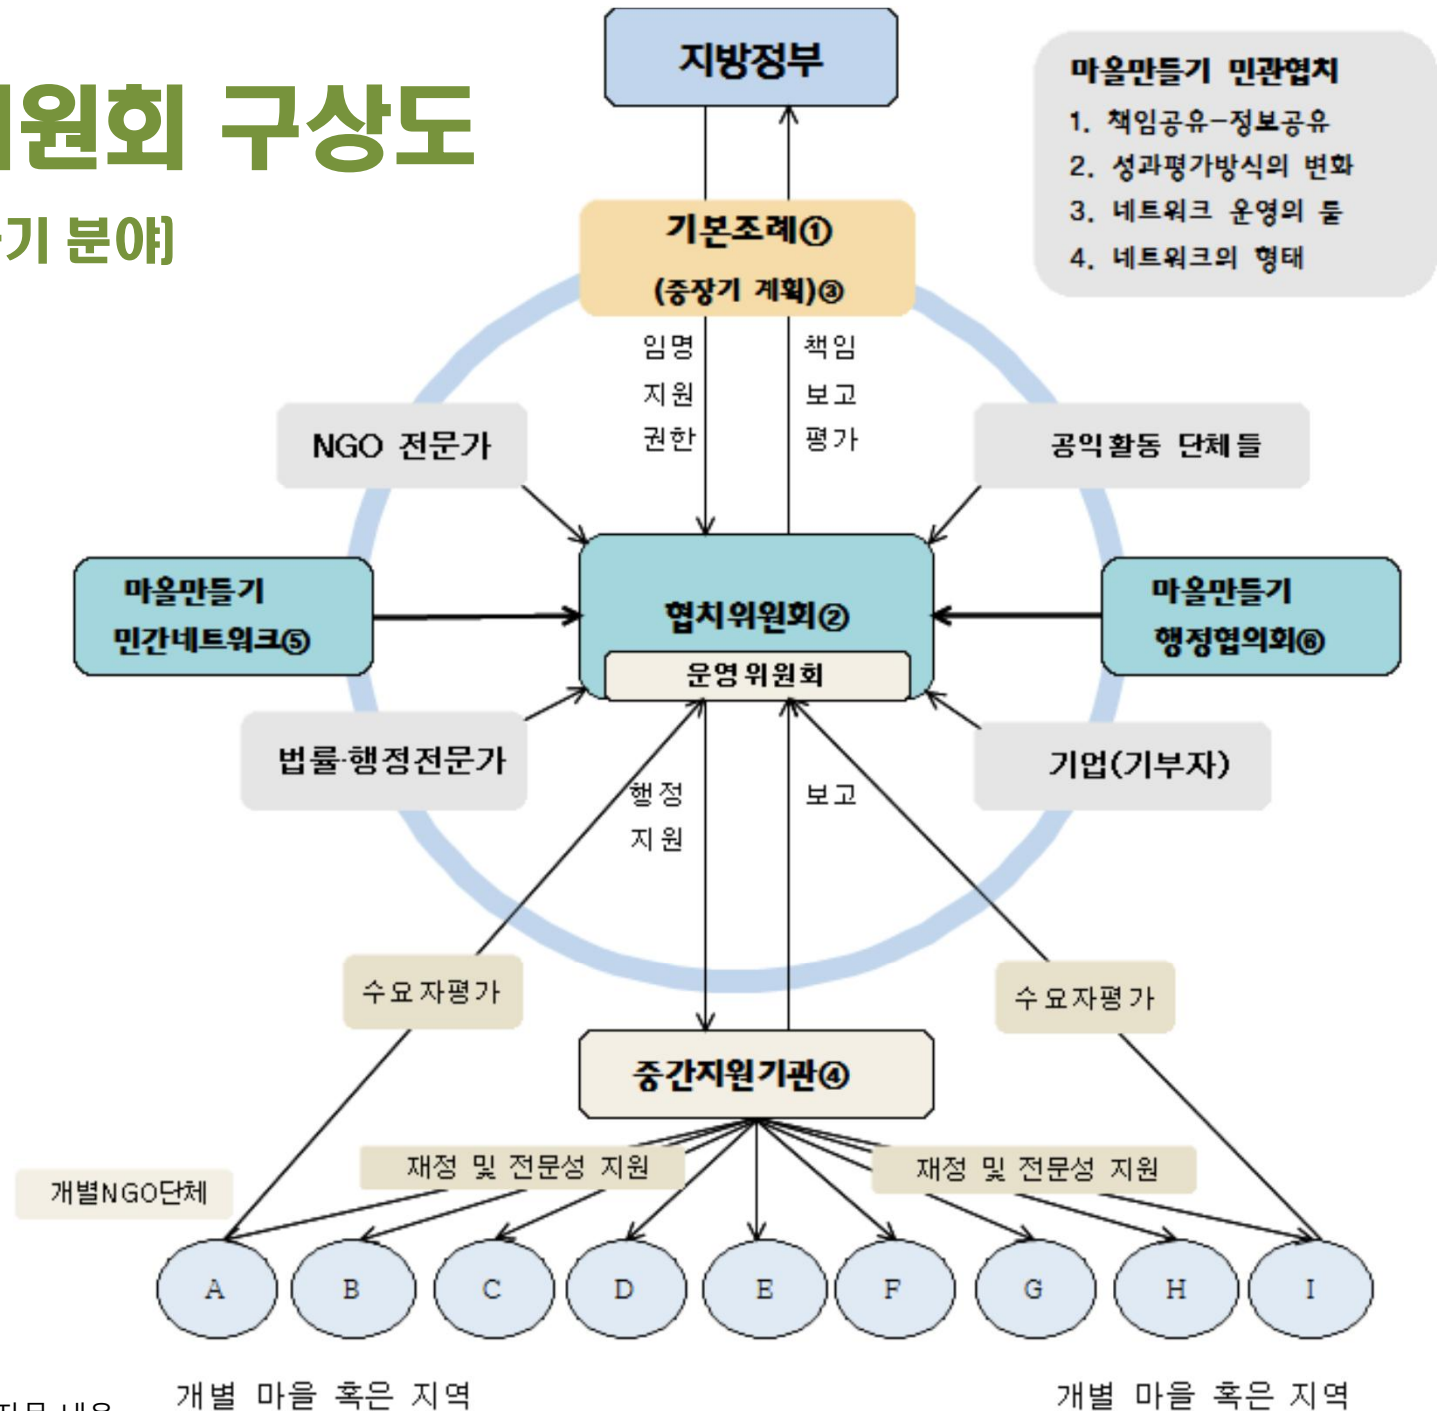 지방정부
마을만들기 민관협치
1. 책임공유-정보공유
2. 성과평가방식의 변화
3. 네트워크 운영의 룰
4. 네트워크의 형태
위원회 구상도
기 분야]
기본조례①
(중장기 계획)③
임명
지원
권한
책임
보고
평가
NGO 전문가
공익활동 단체들
마을만들기
민간네트워크⑤
협치위원회②
운영위원회
마을만들기
행정협의회⑥
법률·행정전문가
기업(기부자)
행정
지원
보고
수요자평가
수요자평가
중간지원기관④
재정 및 전문성 지원
재정 및 전문성 지원
개별NGO단체
A B C D E F G H I
개별 마을 혹은 지역
개별 마을 혹은 지역